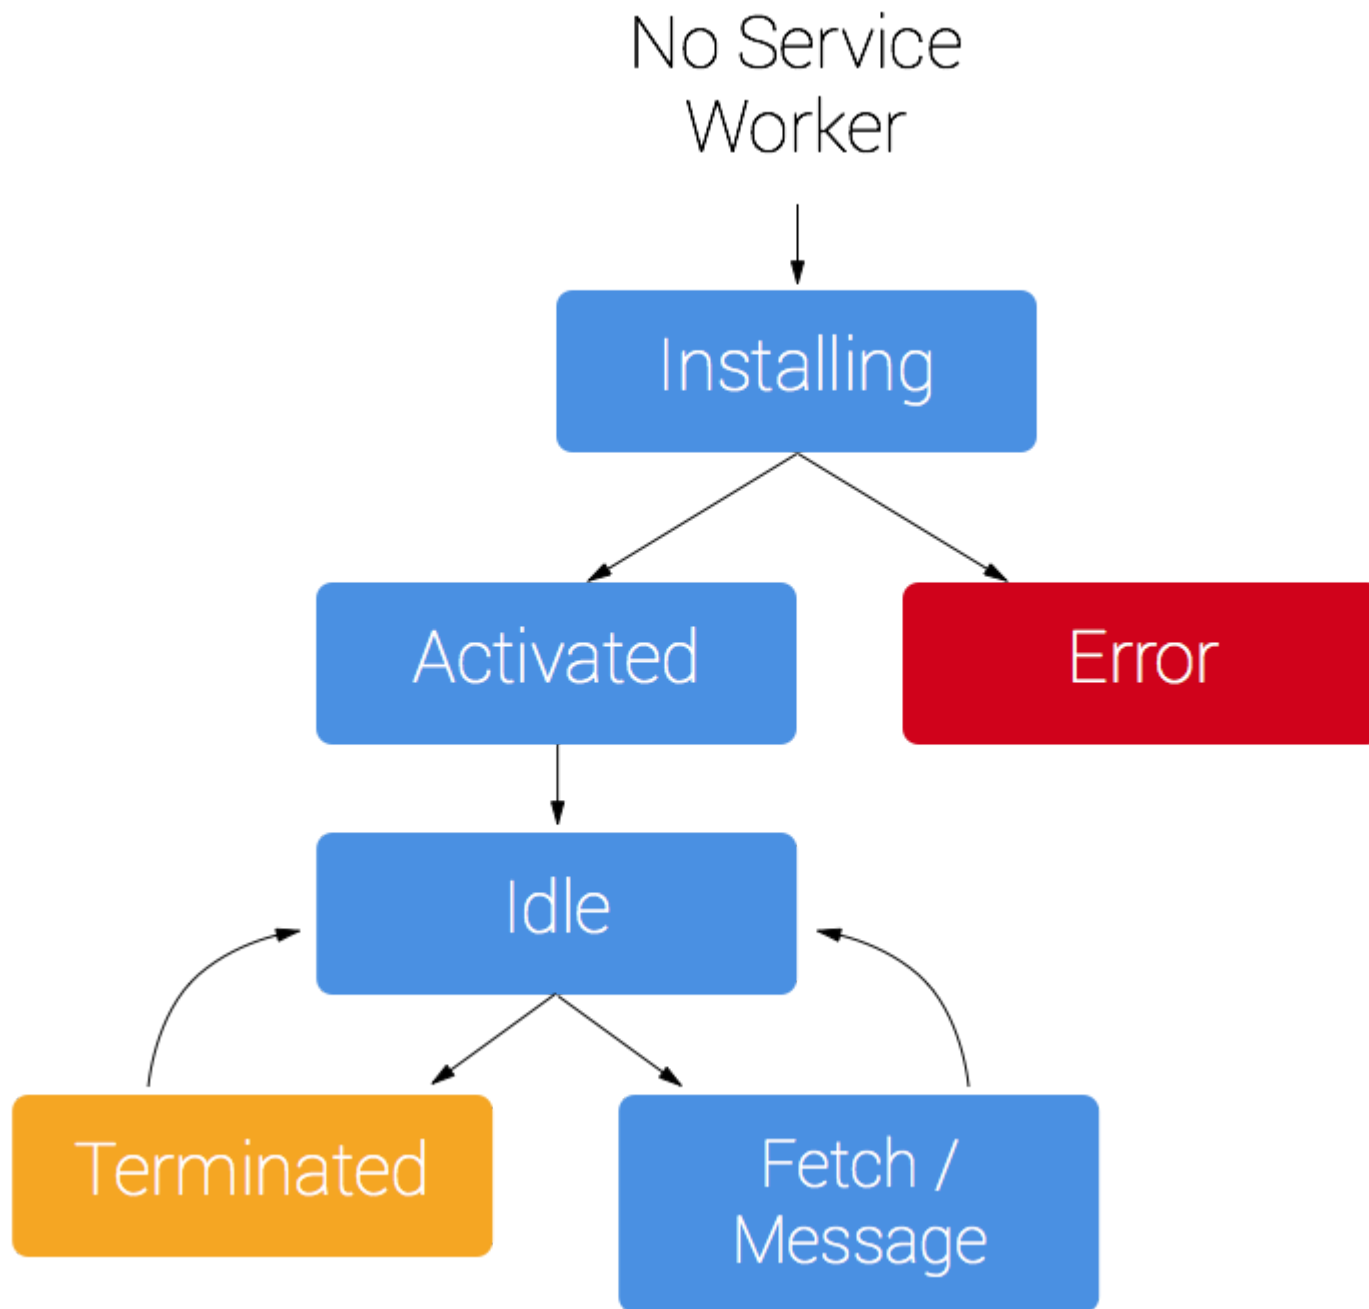 No Service
Worker
Installing
Activated
Error
Idle
Terminated
Fetch /
Message